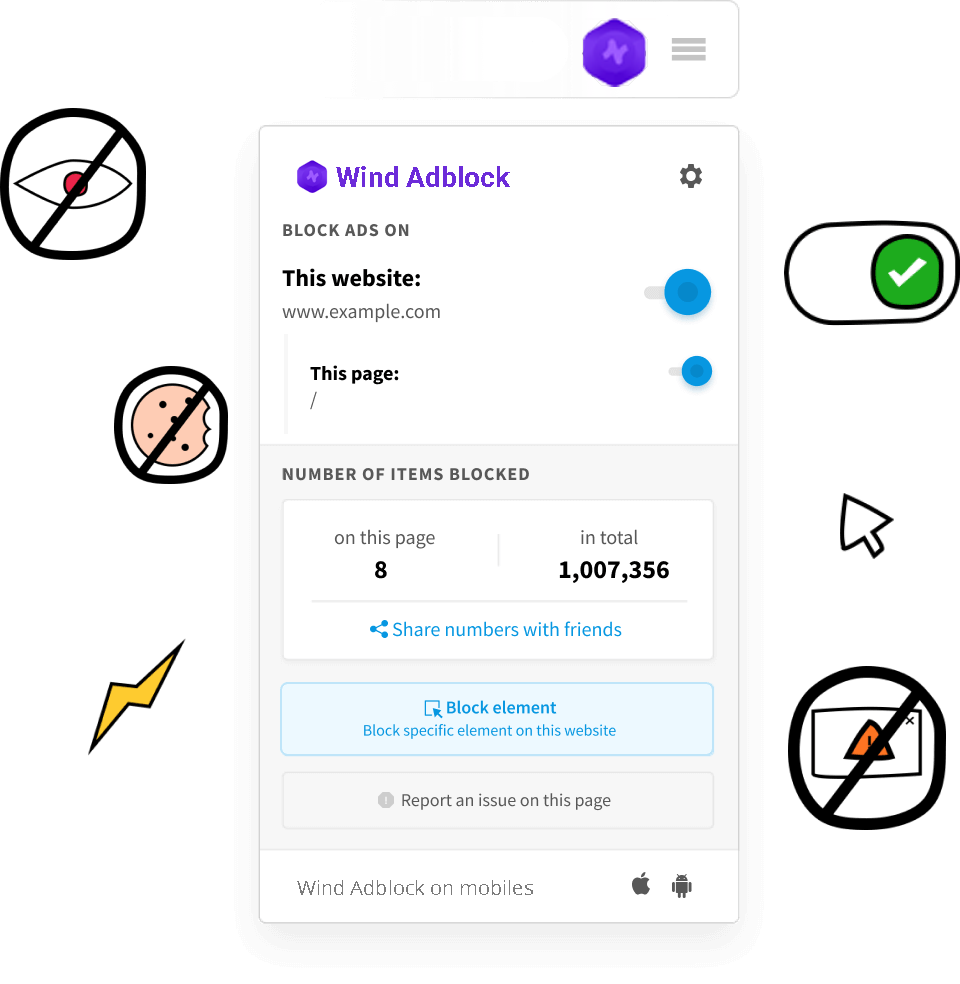 Wind Adblock
BLOCK ADS ON
This website:
www.example.com
This page:
/
NUMBER OF ITEMS BLOCKED
on this page in total
8 1,007,356
Share numbers with friends
Block element
Block specific element on this website
Report an issue on this page
Wind Adblock on mobiles